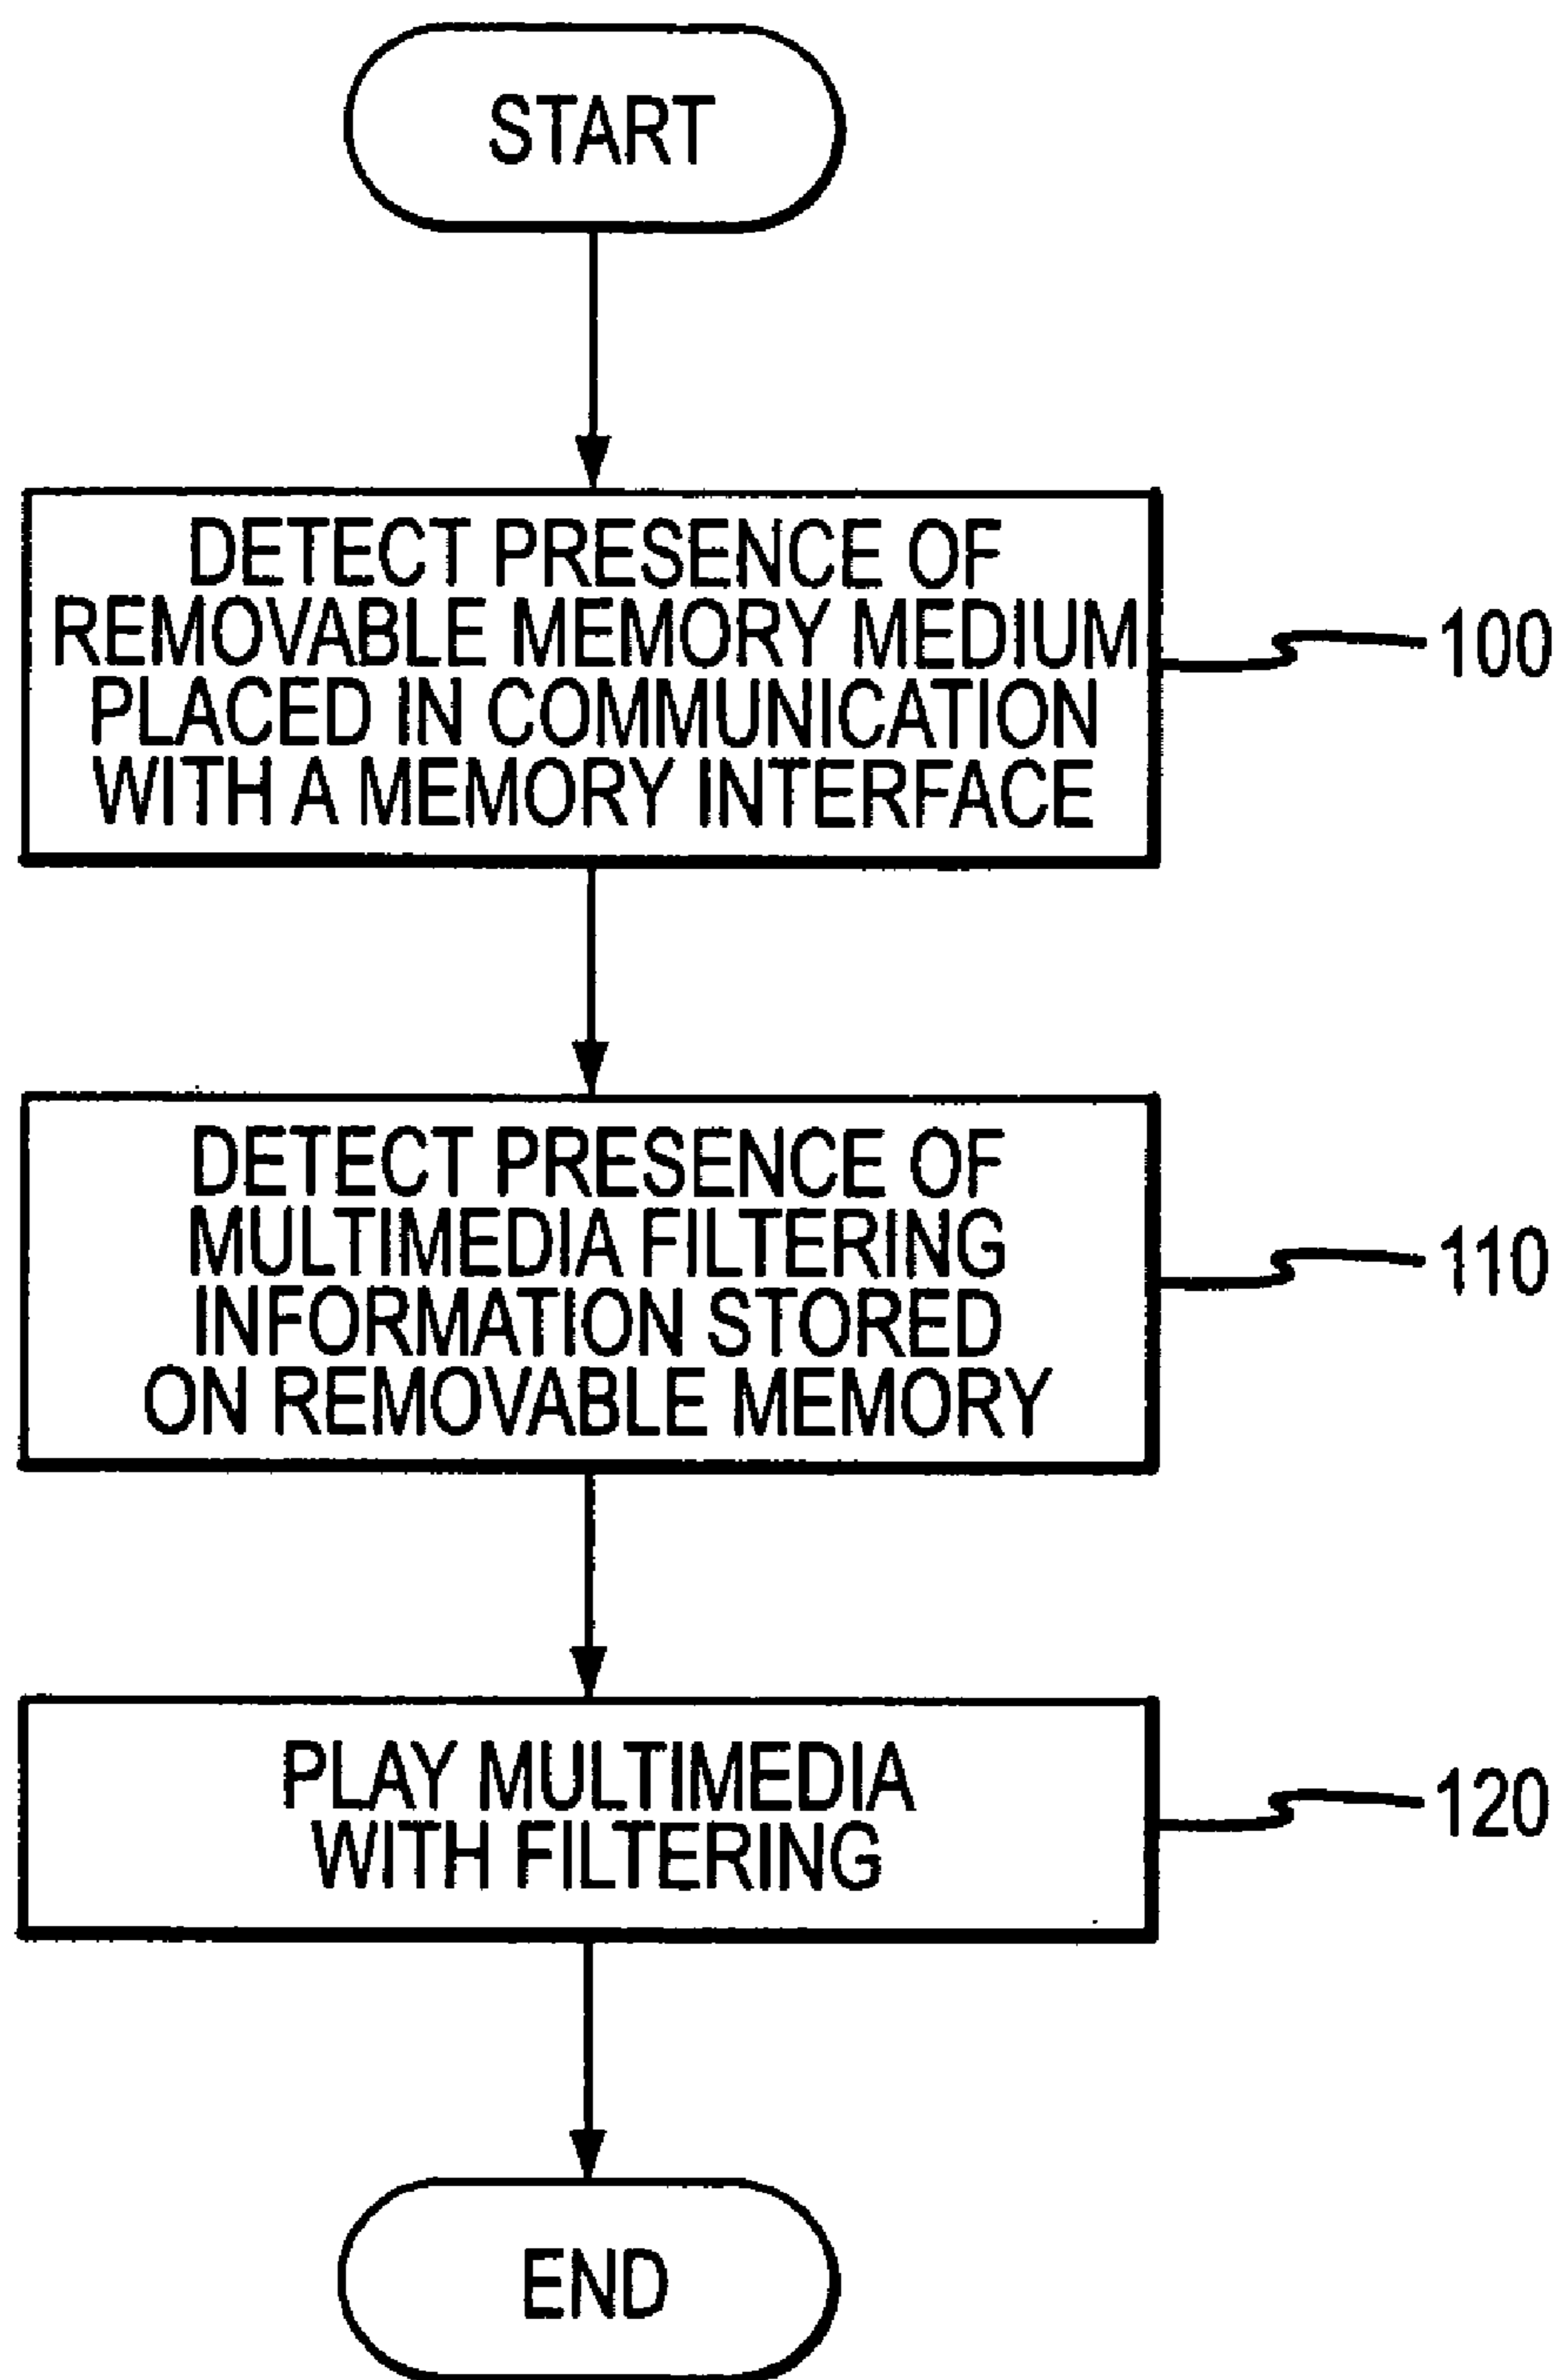 START
DETECT PRESENCE OF
REMOVABLE MEMORY MEDIUM
PLACED IN COMMUNICATION
WITH A MEMORY INTERFACE
100
DETECT PRESENCE OF
MULTIMEDIA FILTERING
INFORMATION STORED
ON REMOVABLE MEMORY
110
PLAY MULTIMEDIA
WITH FILTERING
120
END